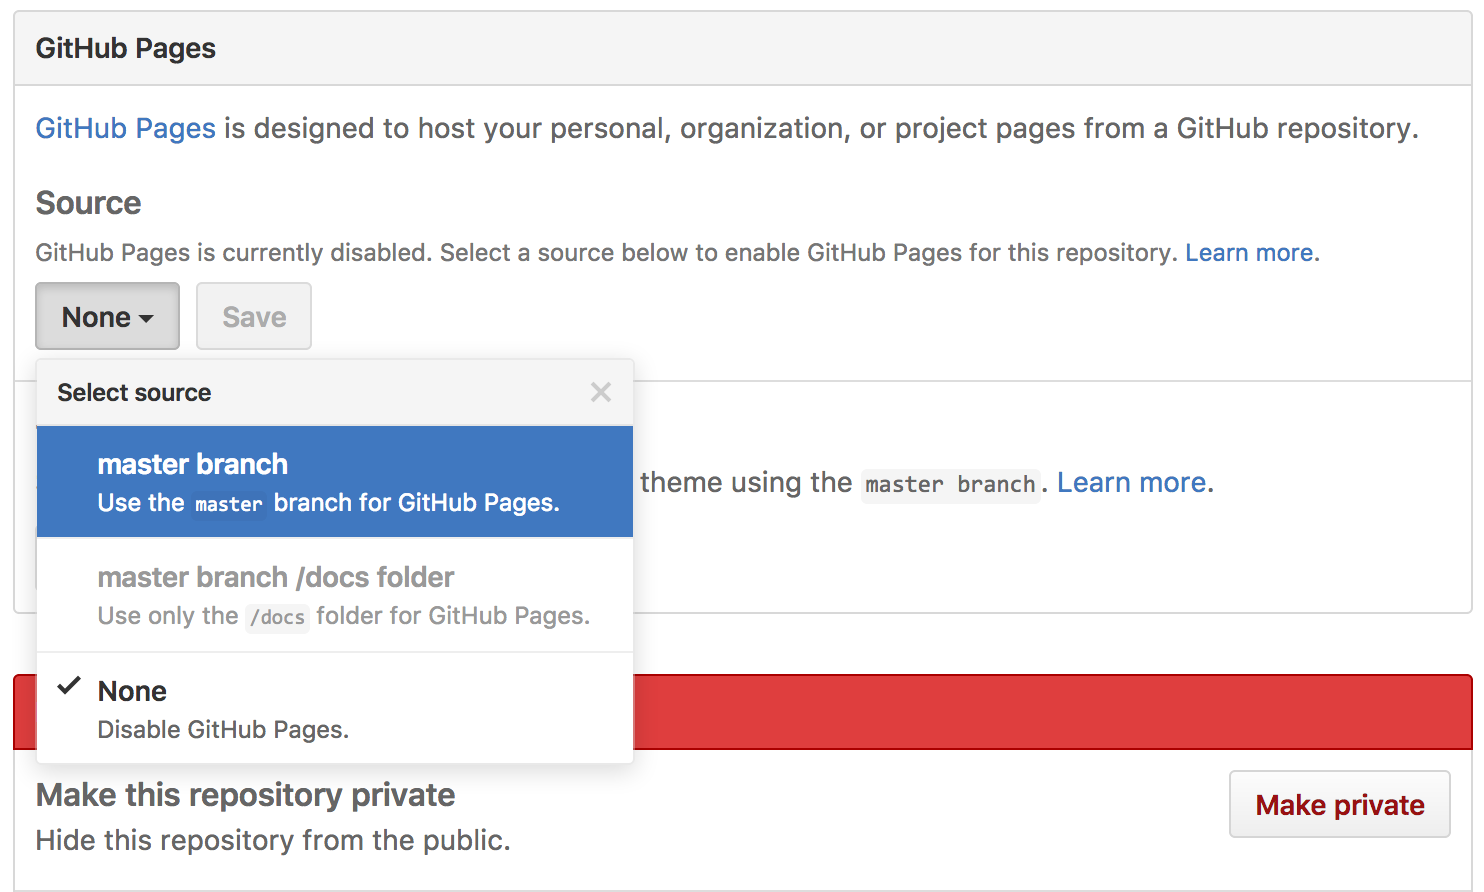 GitHub Pages
GitHub Pages is designed to host your personal, organization, or project pages from a GitHub repository.
Source
GitHub Pages is currently disabled. Select a source below to enable GitHub Pages for this repository. Learn more.
None Save
Select source
master branch
Use the master branch for GitHub Pages.
theme using the master branch. Learn more.
master branch /docs folder
Use only the /docs folder for GitHub Pages.
None
Disable GitHub Pages.
Make this repository private
Hide this repository from the public.
Make private